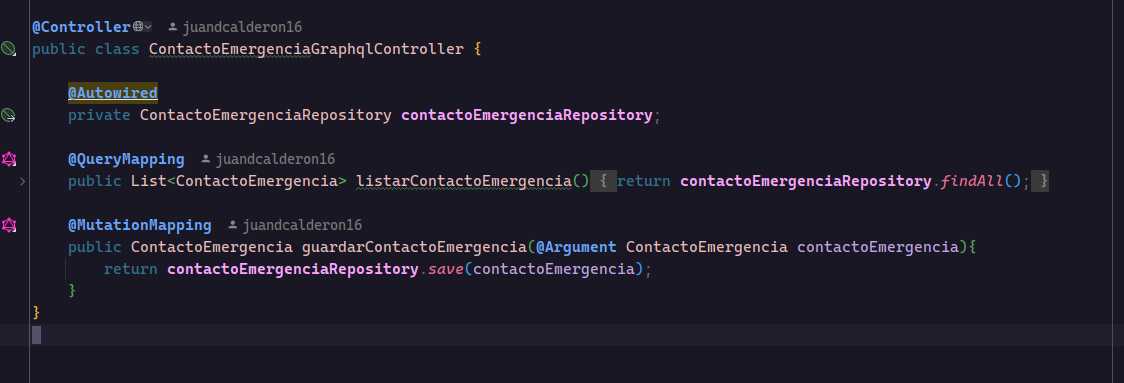 @Controller juandcalderon16
public class ContactoEmergenciaGraphqlController {
@Autowired
private ContactoEmergenciaRepository contactoEmergenciaRepository;
@QueryMapping juandcalderon16
public List<ContactoEmergencia> listarContactoEmergencia() { return contactoEmergenciaRepository.findAll(); }
@MutationMapping juandcalderon16
public ContactoEmergencia guardarContactoEmergencia(@Argument ContactoEmergencia contactoEmergencia){
return contactoEmergenciaRepository.save(contactoEmergencia);
}
}